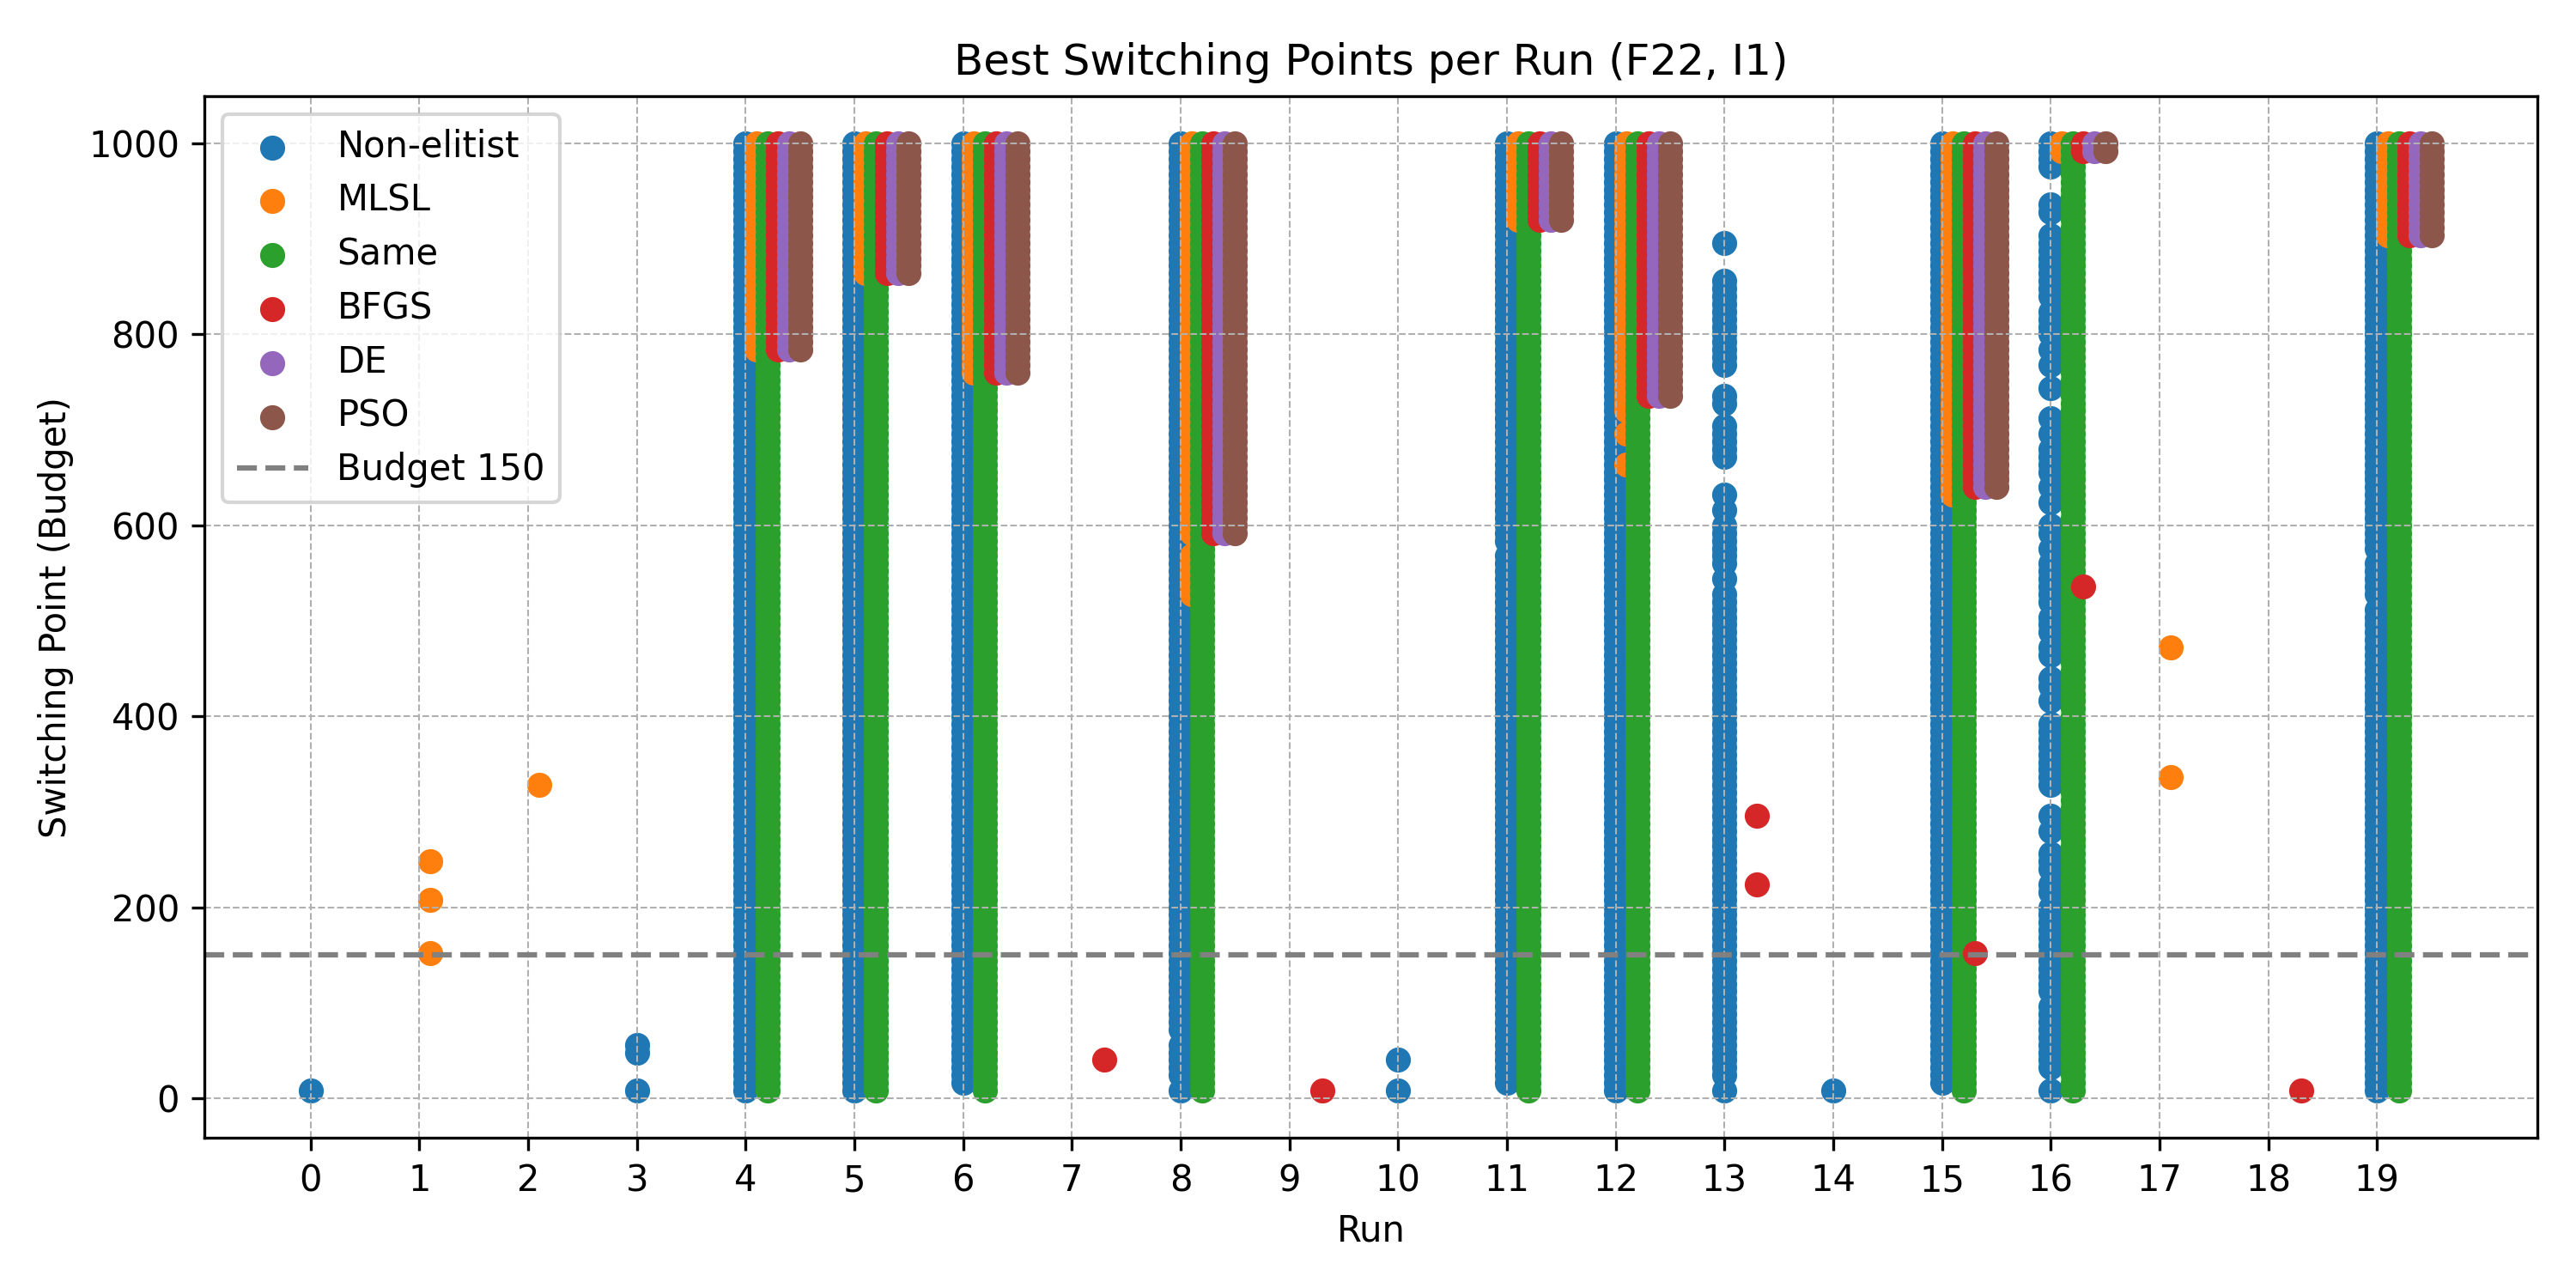 Best Switching Points per Run (F22, I1)
Switching Point (Budget)
1000
800
600
400
200
0
Non-elitist
MLSL
Same
BFGS
DE
PSO
Budget 150
0 1 2 3 4 5 6 7 8 9 10 11 12 13 14 15 16 17 18 19
Run